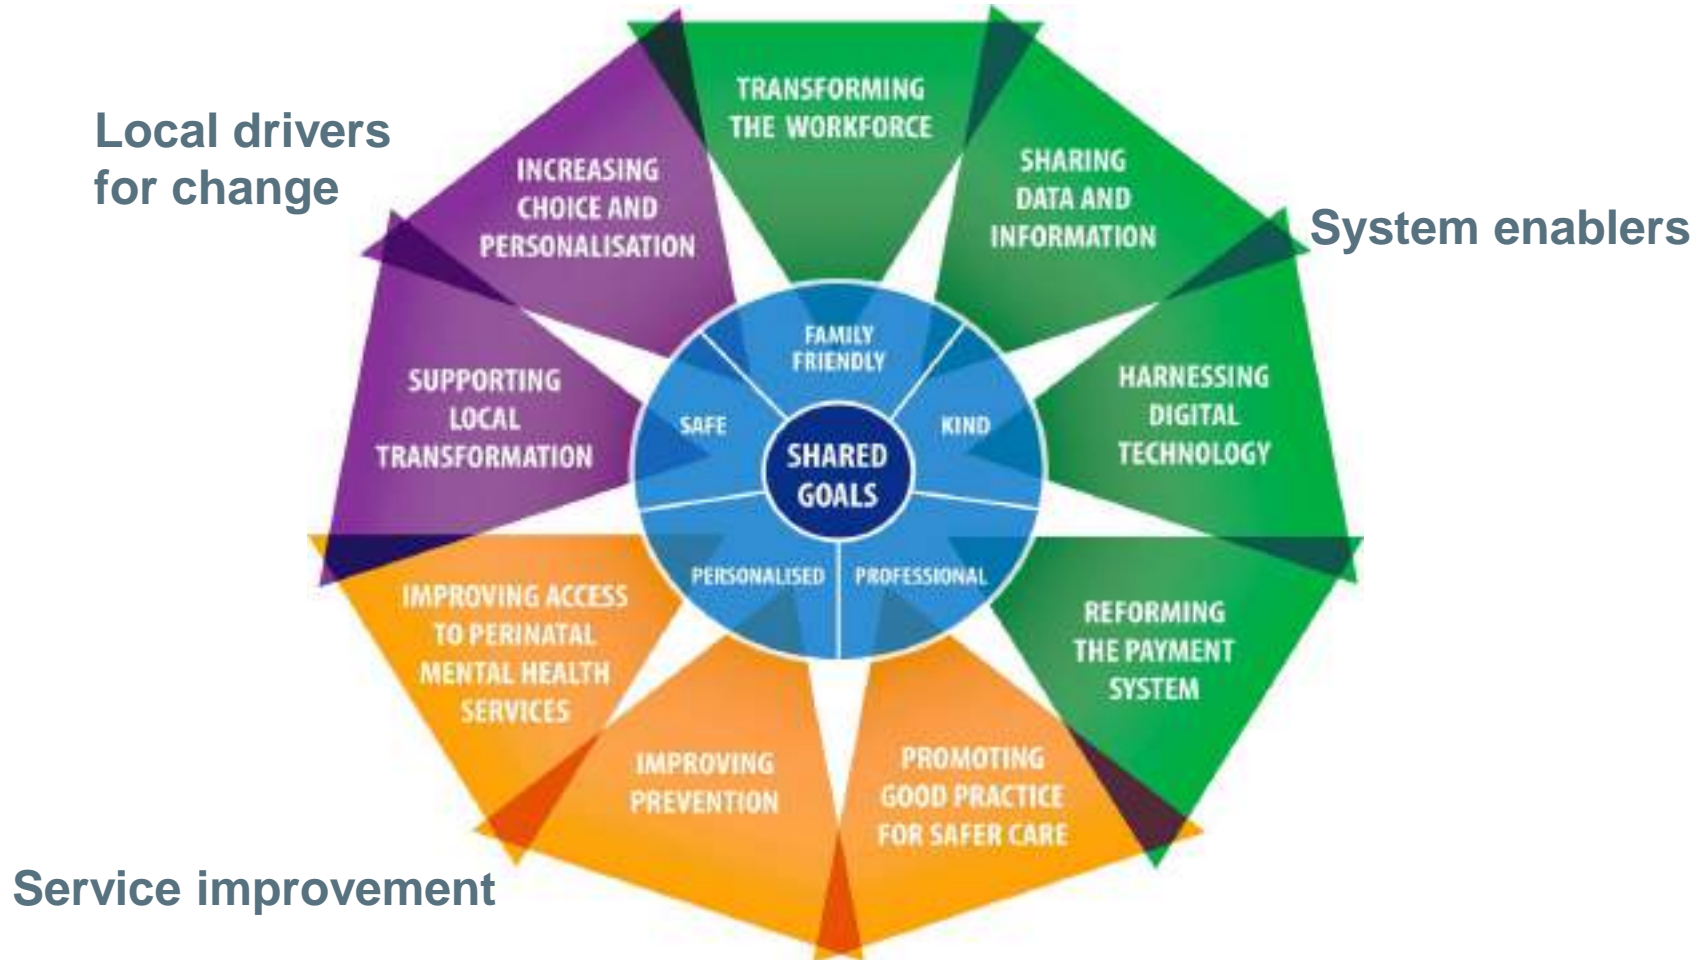 Local drivers
for change
System enablers
Service improvement
TRANSFORMING
THE WORKFORCE
SHARING
DATA AND
INFORMATION
HARNESSING
DIGITAL
TECHNOLOGY
REFORMING
THE PAYMENT
SYSTEM
PROMOTING
GOOD PRACTICE
FOR SAFER CARE
IMPROVING
PREVENTION
IMPROVING ACCESS
TO PERINATAL
MENTAL HEALTH
SERVICES
SUPPORTING
LOCAL
TRANSFORMATION
INCREASING
CHOICE AND
PERSONALISATION
FAMILY
FRIENDLY
KIND
PROFESSIONAL
PERSONALISED
SAFE
SHARED
GOALS